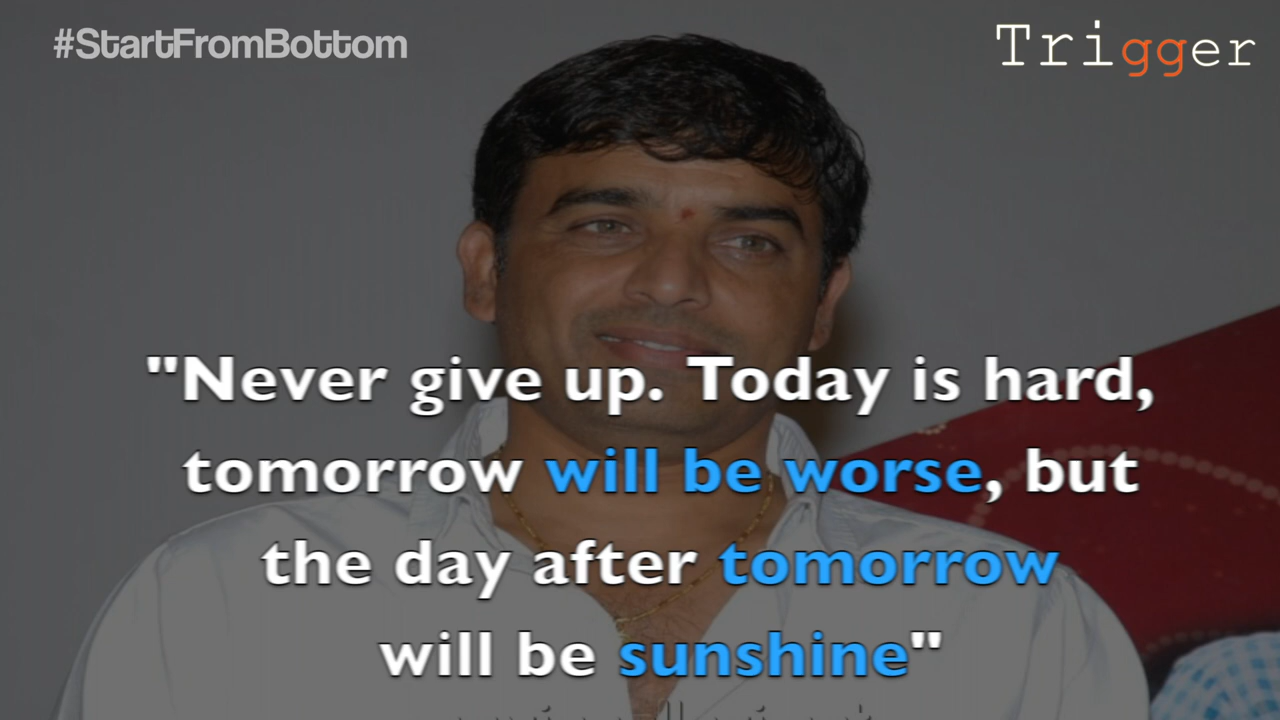 #StartFromBottom
Trigger
"Never give up. Today is hard,
tomorrow will be worse, but
the day after tomorrow
will be sunshine"